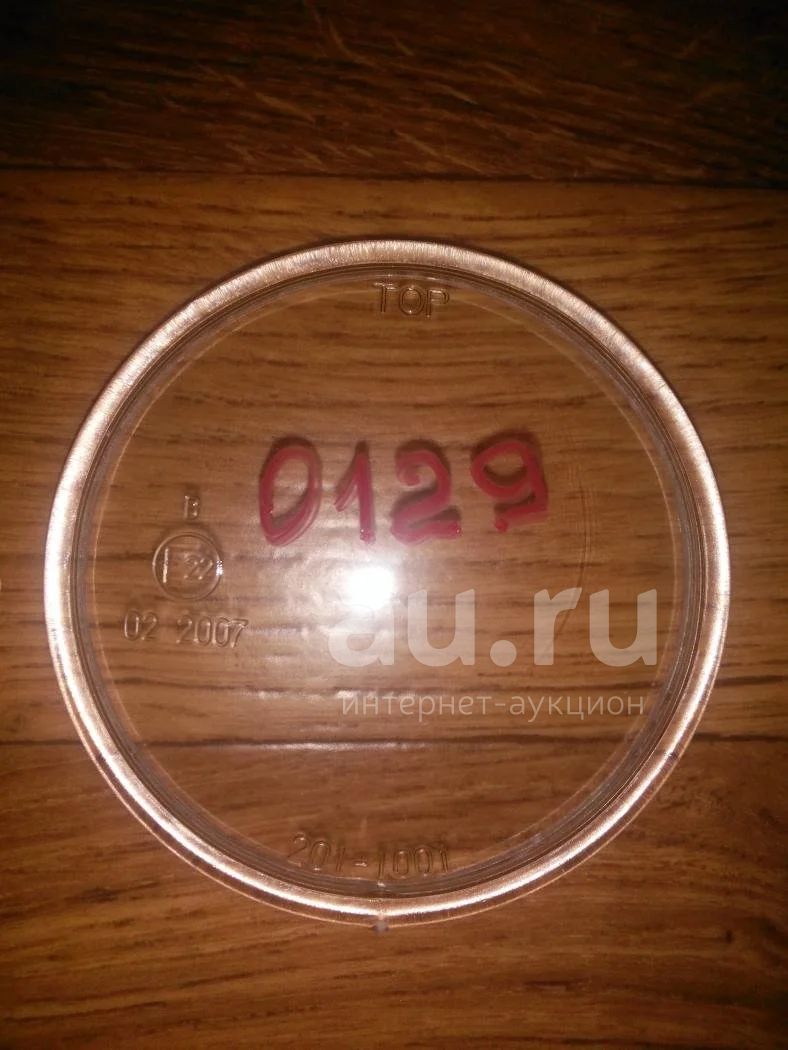 TOP
0129
B
E22
02 2007
au.ru
интернет-аукцион
201-1001